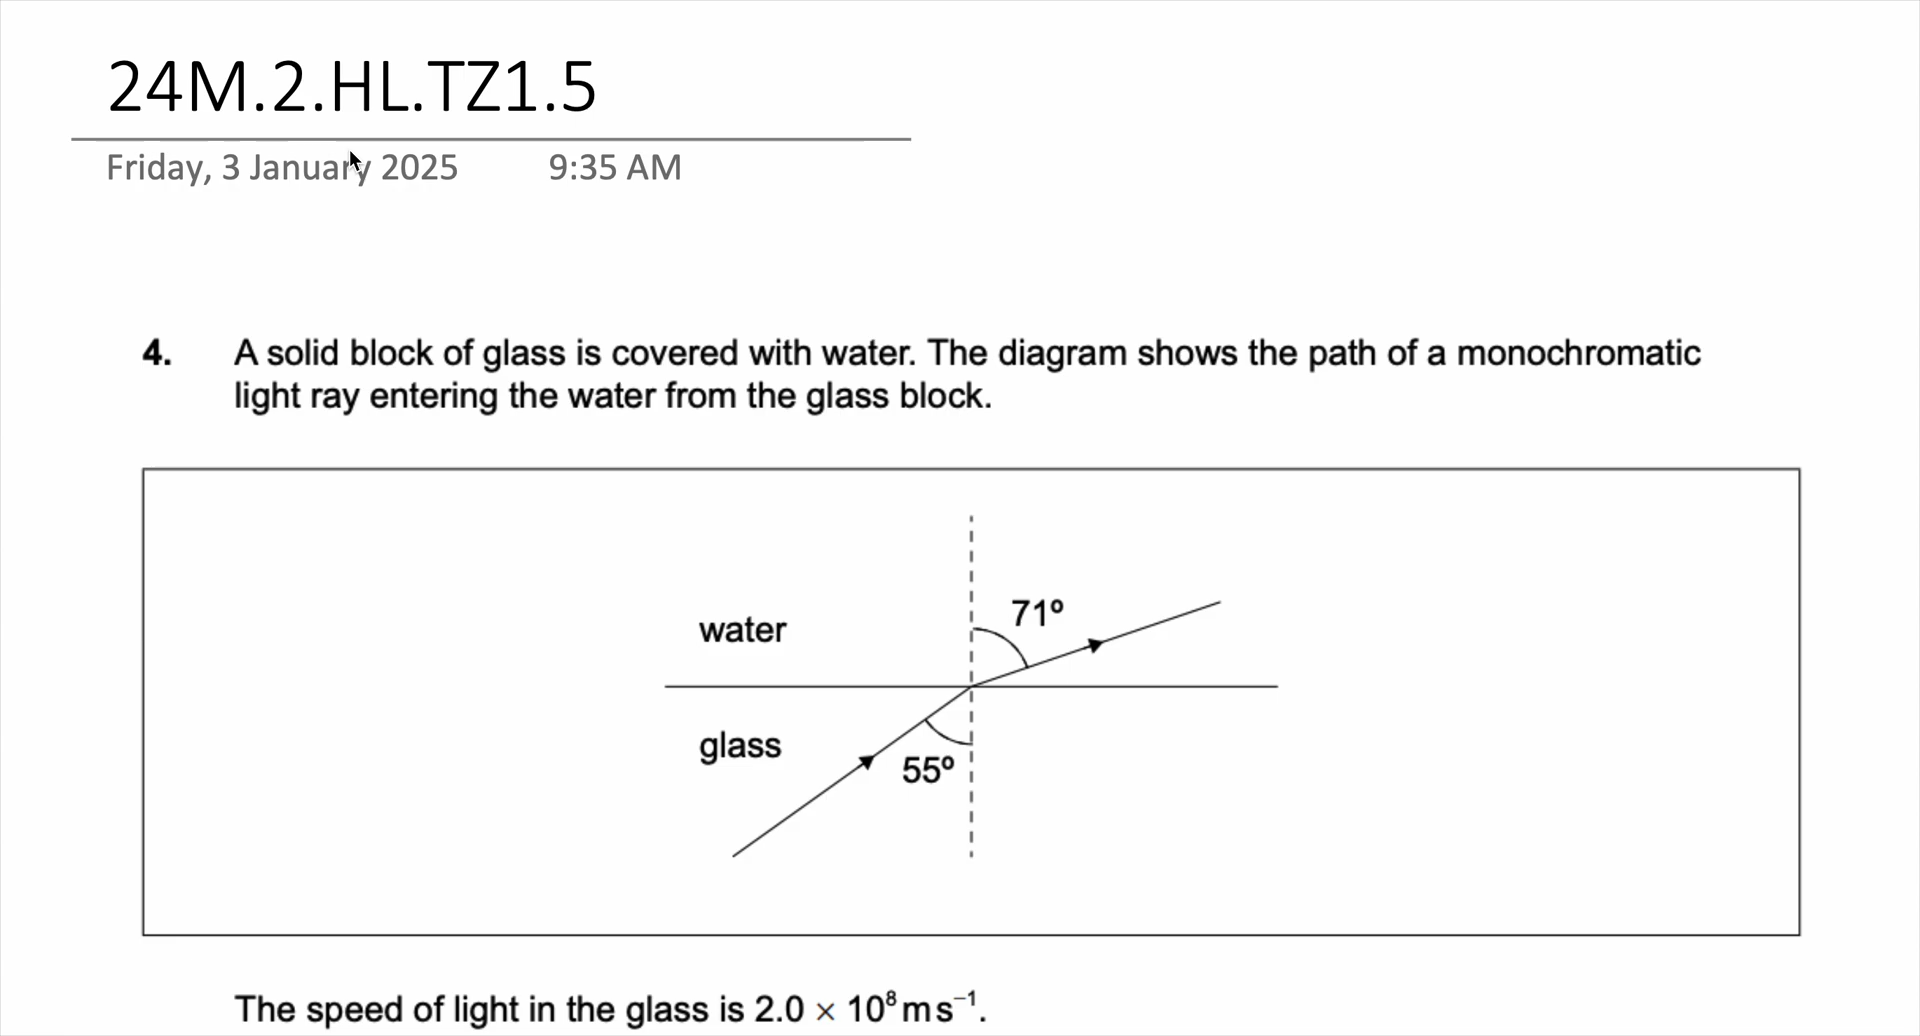 24M.2.HL.TZ1.5
Friday, 3 January 2025 9:35 AM
4. A solid block of glass is covered with water. The diagram shows the path of a monochromatic
light ray entering the water from the glass block.
71º
water
glass
55º
The speed of light in the glass is 2.0 × 10⁸ m s⁻¹.